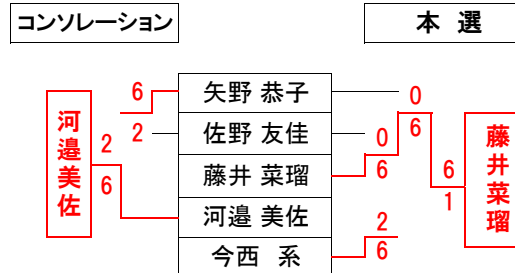 コンソレーション 本 選
6 矢野 恭子 0
2 佐野 友佳 0 6
藤井 菜瑠 6
河邉 美佐 2
今西 系 6
河邉美佐
2
6
6
1
藤井菜瑠